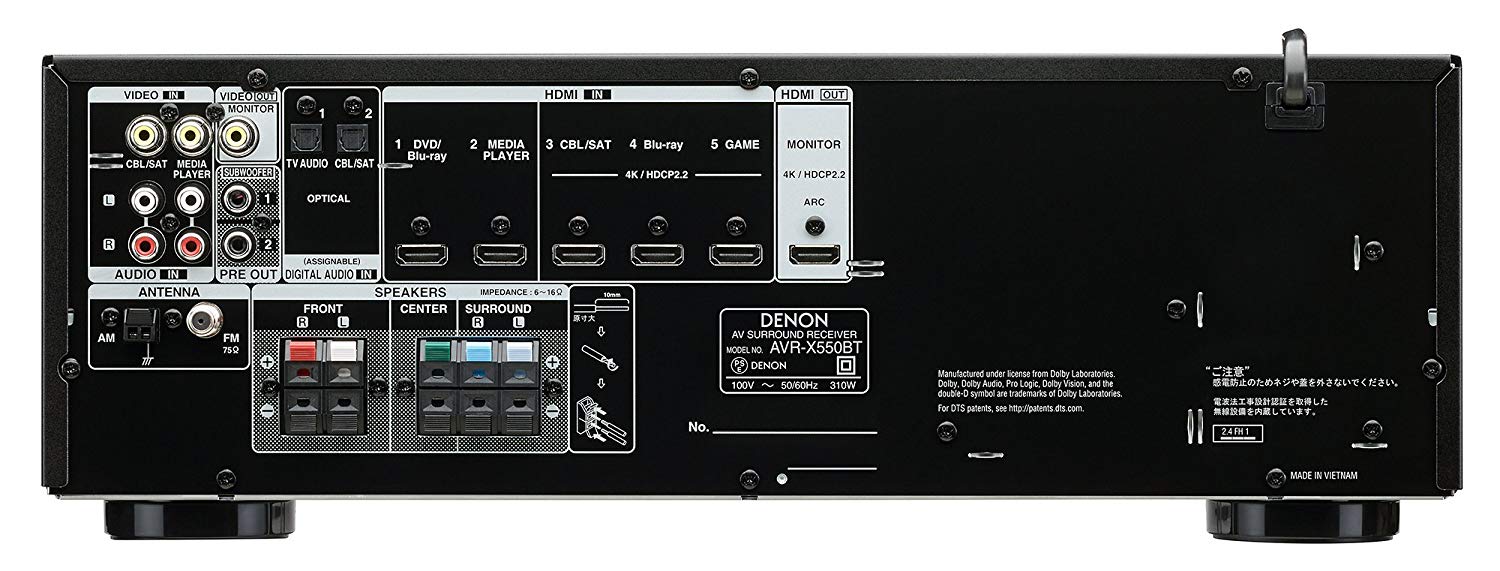 VIDEO IN
CBL/SAT
MEDIA
PLAYER
L
R
AUDIO IN
VIDEO OUT
MONITOR
SUBWOOFER
1
2
PRE OUT
1
2
TV AUDIO
CBL/SAT
OPTICAL
(ASSIGNABLE)
DIGITAL AUDIO IN
HDMI IN
1 DVD/
Blu-ray
2 MEDIA
PLAYER
3 CBL/SAT
4 Blu-ray
5 GAME
4K / HDCP2.2
HDMI OUT
MONITOR
4K / HDCP2.2
ARC
ANTENNA
AM
FM
75Ω
SPEAKERS
IMPEDANCE : 6~16Ω
FRONT
R
L
CENTER
SURROUND
R
L
+
−
+
−
10mm
原寸大
DENON
AV SURROUND RECEIVER
MODEL NO. AVR-X550BT
PS
E
DENON
100V ~ 50/60Hz 310W
No.
Manufactured under license from Dolby Laboratories.
Dolby, Dolby Audio, Pro Logic, Dolby Vision, and the
double-D symbol are trademarks of Dolby Laboratories.
For DTS patents, see http://patents.dts.com.
“ご注意”
感電防止のためネジや蓋を外さないでください。
電波法工事設計認証を取得した
無線設備を内蔵しています。
2.4 FH 1
MADE IN VIETNAM